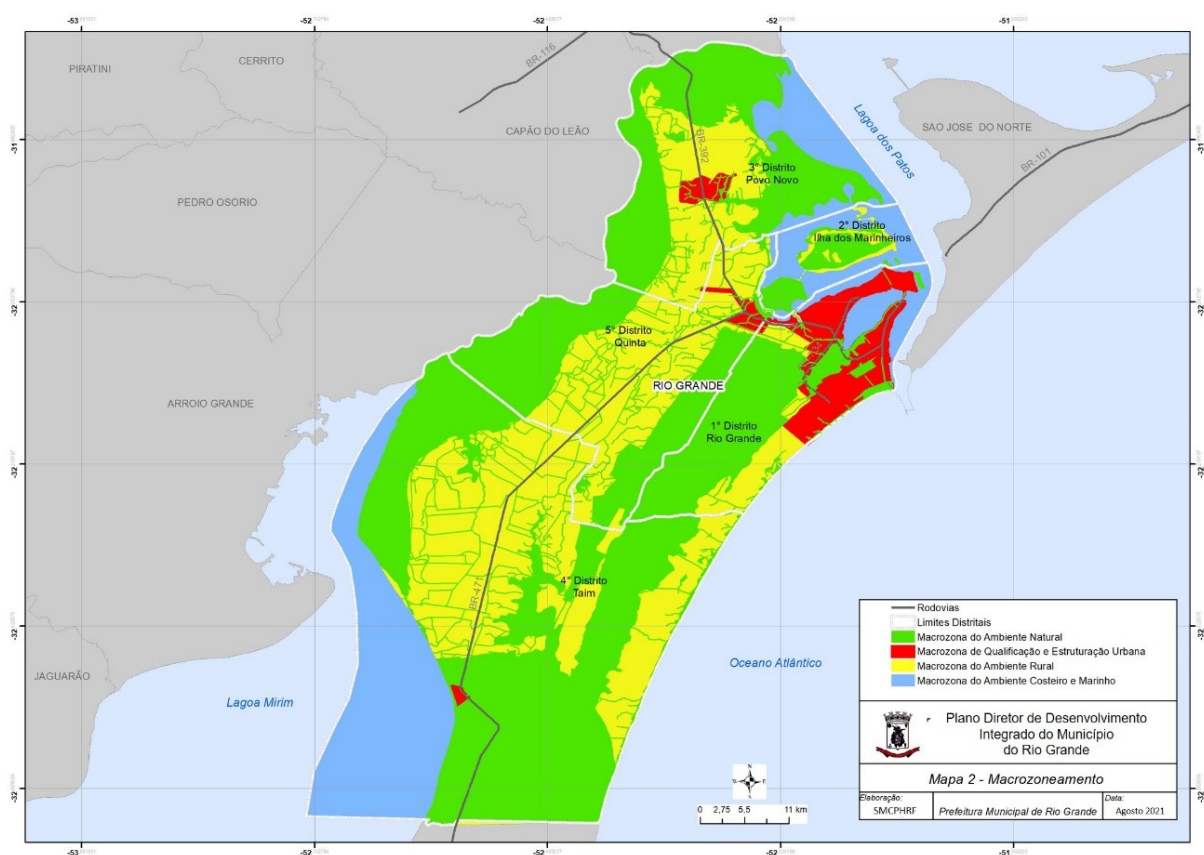 -53
-52
-52
-52
-51
PIRATINI
CERRITO
BR-116
CAPÃO DO LEÃO
BR-392
Lagoa dos Patos
SAO JOSE DO NORTE
BR-101
-31
-31
3° Distrito
Povo Novo
PEDRO OSORIO
2° Distrito
Ilha dos Marinheiros
-32
-32
5° Distrito
Quinta
RIO GRANDE
ARROIO GRANDE
1° Distrito
Rio Grande
-32
-32
4° Distrito
Taim
BR-471
-32
-32
JAGUARÃO
Lagoa Mirim
Oceano Atlântico
Rodovias
Limites Distritais
Macrozona do Ambiente Natural
Macrozona de Qualificação e Estruturação Urbana
Macrozona do Ambiente Rural
Macrozona do Ambiente Costeiro e Marinho
Plano Diretor de Desenvolvimento
Integrado do Município
do Rio Grande
Mapa 2 - Macrozoneamento
Elaboração:
SMCPHRF
Prefeitura Municipal de Rio Grande
Data:
Agosto 2021
N
W E
S
0 2,75 5,5 11 km
-32
-32
-53
-52
-52
-52
-51